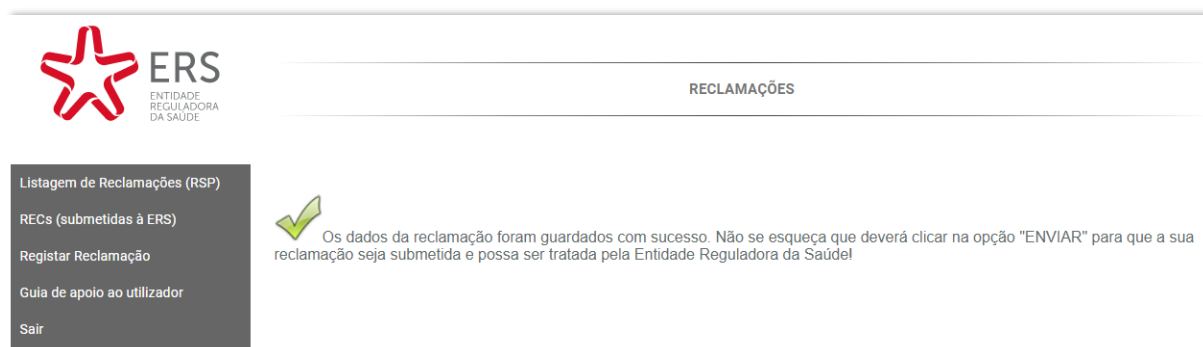 ERS
ENTIDADE
REGULADORA
DA SAÚDE
RECLAMAÇÕES
Listagem de Reclamações (RSP)
RECs (submetidas à ERS)
Registar Reclamação
Guia de apoio ao utilizador
Sair
Os dados da reclamação foram guardados com sucesso. Não se esqueça que deverá clicar na opção "ENVIAR" para que a sua
reclamação seja submetida e possa ser tratada pela Entidade Reguladora da Saúde!